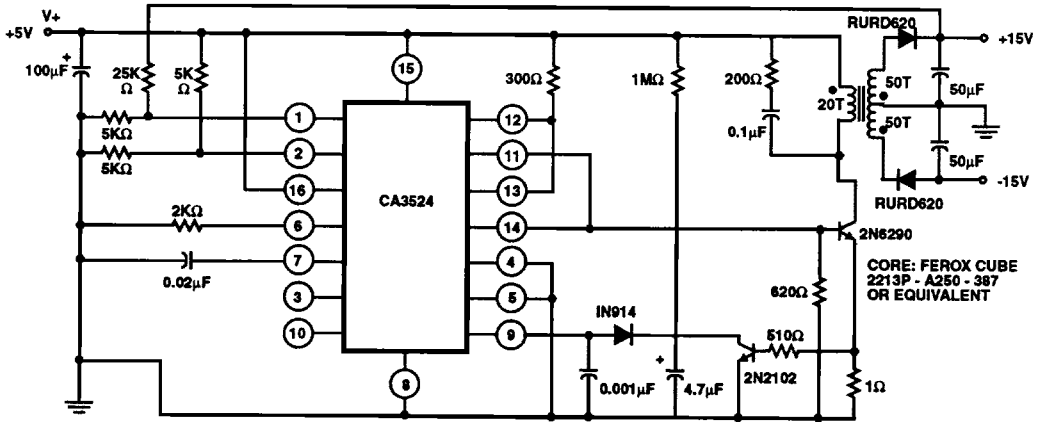 V+
+5V
100µF
+
25K
Ω
5K
Ω
5KΩ
5KΩ
2KΩ
0.02µF
1
2
16
6
7
3
10
15
CA3524
8
12
11
13
14
4
5
9
300Ω
1MΩ
200Ω
0.1µF
20T
50T
50T
RURD620
+15V
50µF
50µF
-15V
RURD620
2N6290
CORE: FEROX CUBE
2213P - A250 - 387
OR EQUIVALENT
620Ω
IN914
510Ω
2N2102
0.001µF
+
4.7µF
1Ω